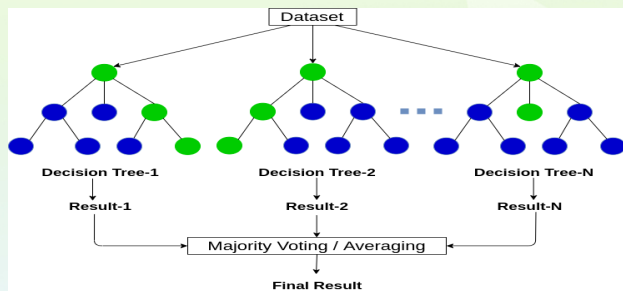 Dataset
Decision Tree-1 Decision Tree-2 Decision Tree-N
Result-1 Result-2 Result-N
Majority Voting / Averaging
Final Result